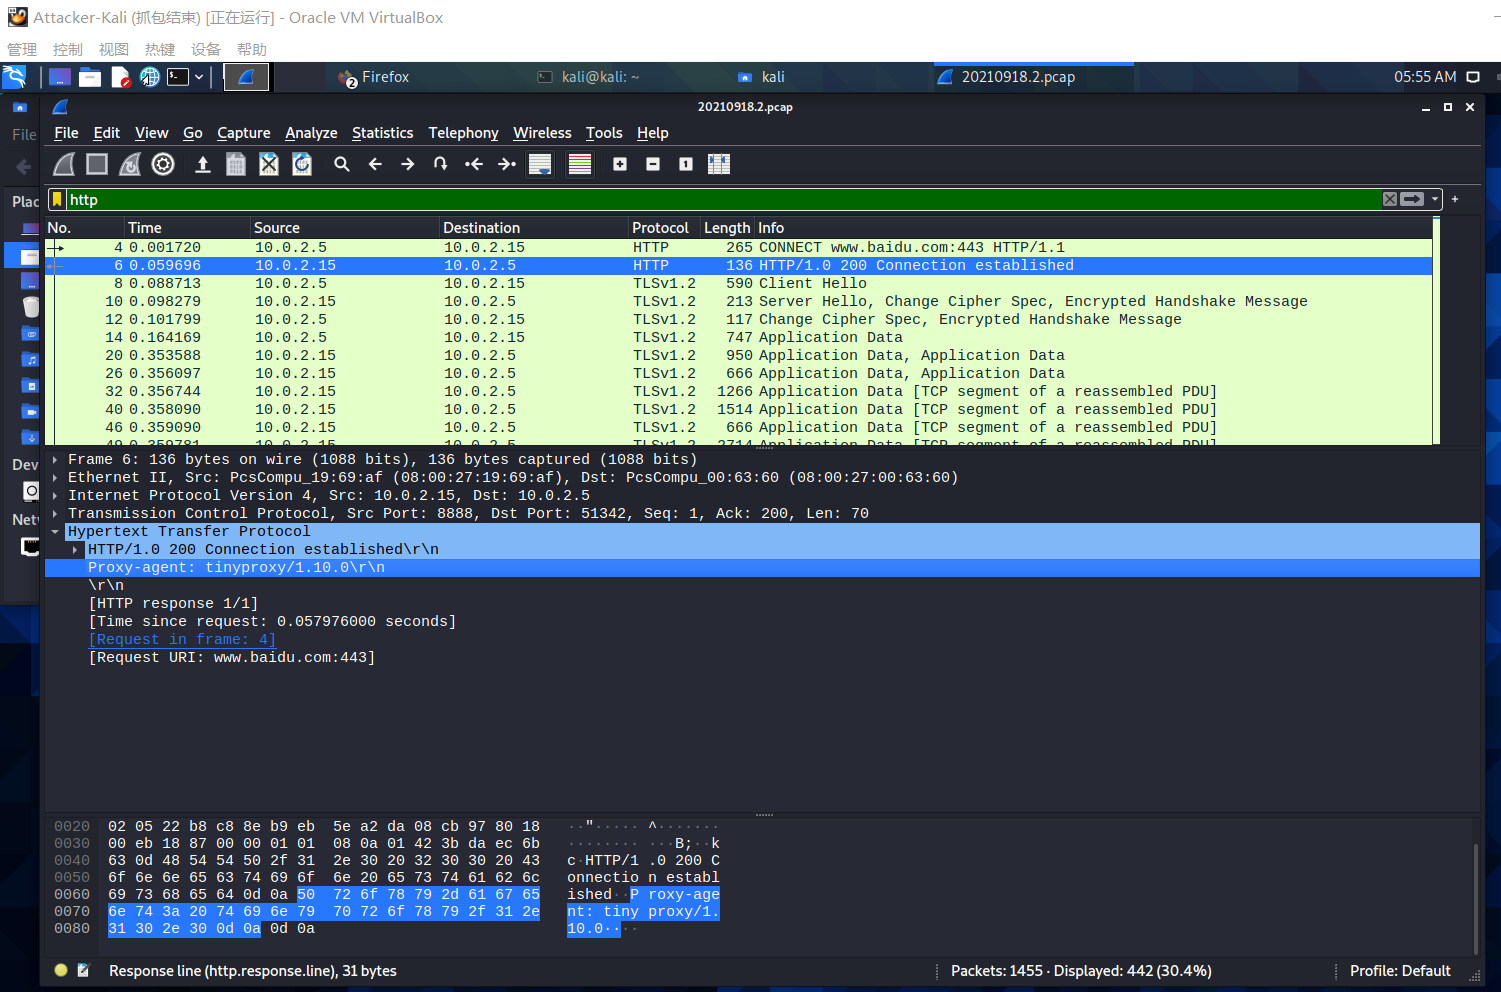 Attacker-Kali (抓包结束) [正在运行] - Oracle VM VirtualBox
管理 控制 视图 热键 设备 帮助
2 Firefox kali@kali: ~ kali 20210918.2.pcap 05:55 AM
20210918.2.pcap
File
File Edit View Go Capture Analyze Statistics Telephony Wireless Tools Help
Plac
http
No. Time Source Destination Protocol Length Info
4 0.001720 10.0.2.5 10.0.2.15 HTTP 265 CONNECT www.baidu.com:443 HTTP/1.1
6 0.059696 10.0.2.15 10.0.2.5 HTTP 136 HTTP/1.0 200 Connection established
8 0.088713 10.0.2.5 10.0.2.15 TLSv1.2 590 Client Hello
10 0.098279 10.0.2.15 10.0.2.5 TLSv1.2 213 Server Hello, Change Cipher Spec, Encrypted Handshake Message
12 0.101799 10.0.2.5 10.0.2.15 TLSv1.2 117 Change Cipher Spec, Encrypted Handshake Message
14 0.164169 10.0.2.5 10.0.2.15 TLSv1.2 747 Application Data
20 0.353588 10.0.2.15 10.0.2.5 TLSv1.2 950 Application Data, Application Data
26 0.356097 10.0.2.15 10.0.2.5 TLSv1.2 666 Application Data, Application Data
32 0.356744 10.0.2.15 10.0.2.5 TLSv1.2 1266 Application Data [TCP segment of a reassembled PDU]
40 0.358090 10.0.2.15 10.0.2.5 TLSv1.2 1514 Application Data [TCP segment of a reassembled PDU]
46 0.359090 10.0.2.15 10.0.2.5 TLSv1.2 666 Application Data [TCP segment of a reassembled PDU]
49 0.359781 10.0.2.15 10.0.2.5 TLSv1.2 2714 Application Data [TCP segment of a reassembled PDU]
Dev
Netw
Frame 6: 136 bytes on wire (1088 bits), 136 bytes captured (1088 bits)
Ethernet II, Src: PcsCompu_19:69:af (08:00:27:19:69:af), Dst: PcsCompu_00:63:60 (08:00:27:00:63:60)
Internet Protocol Version 4, Src: 10.0.2.15, Dst: 10.0.2.5
Transmission Control Protocol, Src Port: 8888, Dst Port: 51342, Seq: 1, Ack: 200, Len: 70
Hypertext Transfer Protocol
HTTP/1.0 200 Connection established\r\n
Proxy-agent: tinyproxy/1.10.0\r\n
\r\n
[HTTP response 1/1]
[Time since request: 0.057976000 seconds]
[Request in frame: 4]
[Request URI: www.baidu.com:443]
0020 02 05 22 b8 c8 8e b9 eb 5e a2 da 08 cb 97 80 18 ··"····· ^·······
0030 00 eb 18 87 00 00 01 01 08 0a 01 42 3b da ec 6b ········ ···B;··k
0040 63 0d 48 54 54 50 2f 31 2e 30 20 32 30 30 20 43 c·HTTP/1 .0 200 C
0050 6f 6e 6e 65 63 74 69 6f 6e 20 65 73 74 61 62 6c onnectio n establ
0060 69 73 68 65 64 0d 0a 50 72 6f 78 79 2d 61 67 65 ished··P roxy-age
0070 6e 74 3a 20 74 69 6e 79 70 72 6f 78 79 2f 31 2e nt: tiny proxy/1.
0080 31 30 2e 30 0d 0a 0d 0a 10.0····
Response line (http.response.line), 31 bytes Packets: 1455 · Displayed: 442 (30.4%) Profile: Default